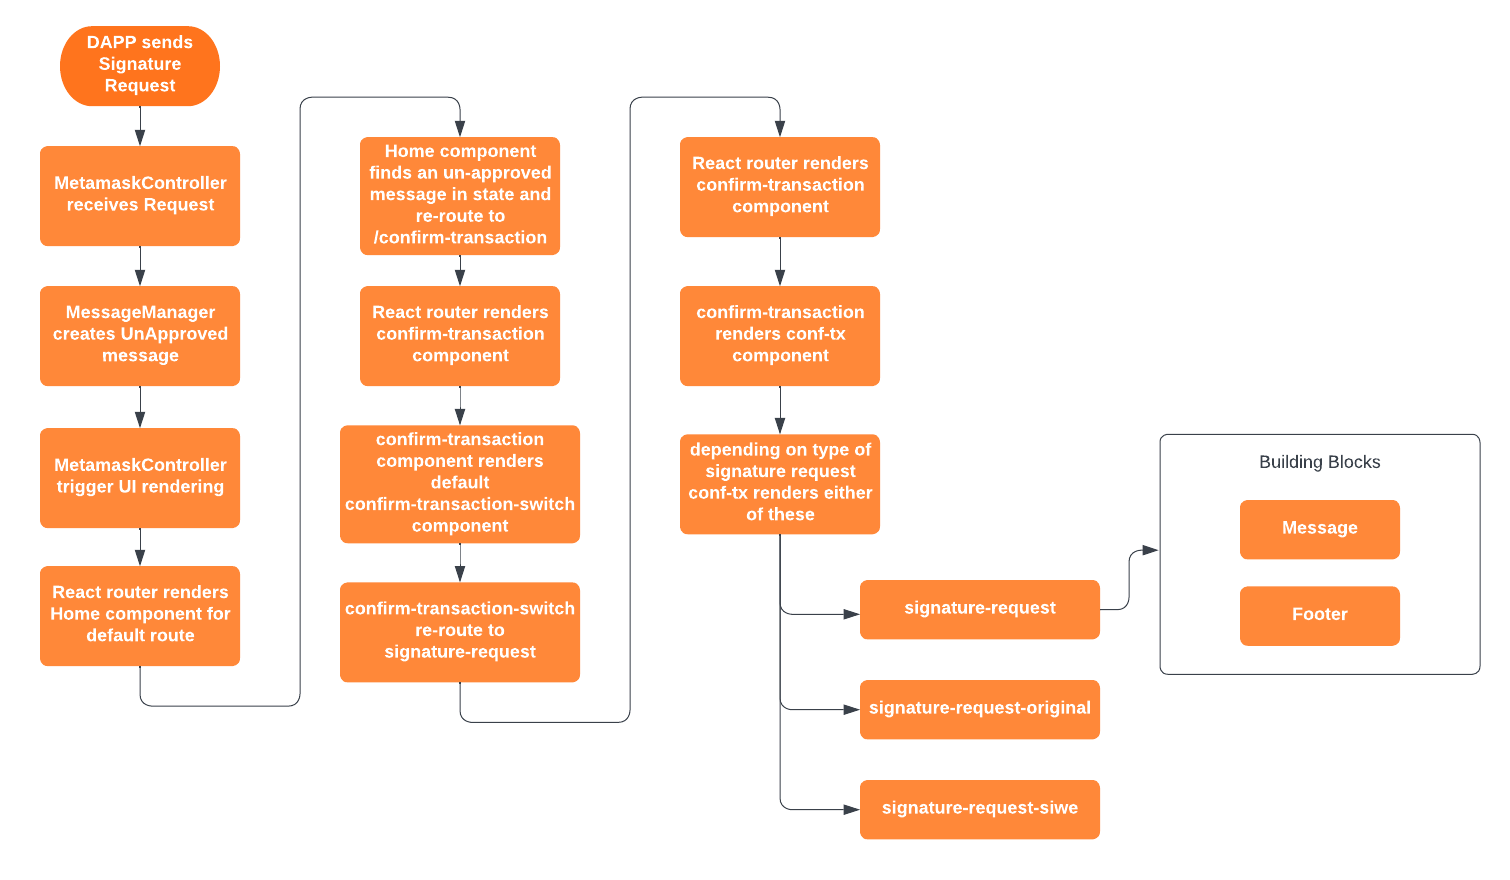 DAPP sends
Signature
Request
MetamaskController
receives Request
MessageManager
creates UnApproved
message
MetamaskController
trigger UI rendering
React router renders
Home component for
default route
Home component
finds an un-approved
message in state and
re-route to
/confirm-transaction
React router renders
confirm-transaction
component
confirm-transaction
component renders
default
confirm-transaction-switch
component
confirm-transaction-switch
re-route to
signature-request
React router renders
confirm-transaction
component
confirm-transaction
renders conf-tx
component
depending on type of
signature request
conf-tx renders either
of these
signature-request
signature-request-original
signature-request-siwe
Building Blocks
Message
Footer